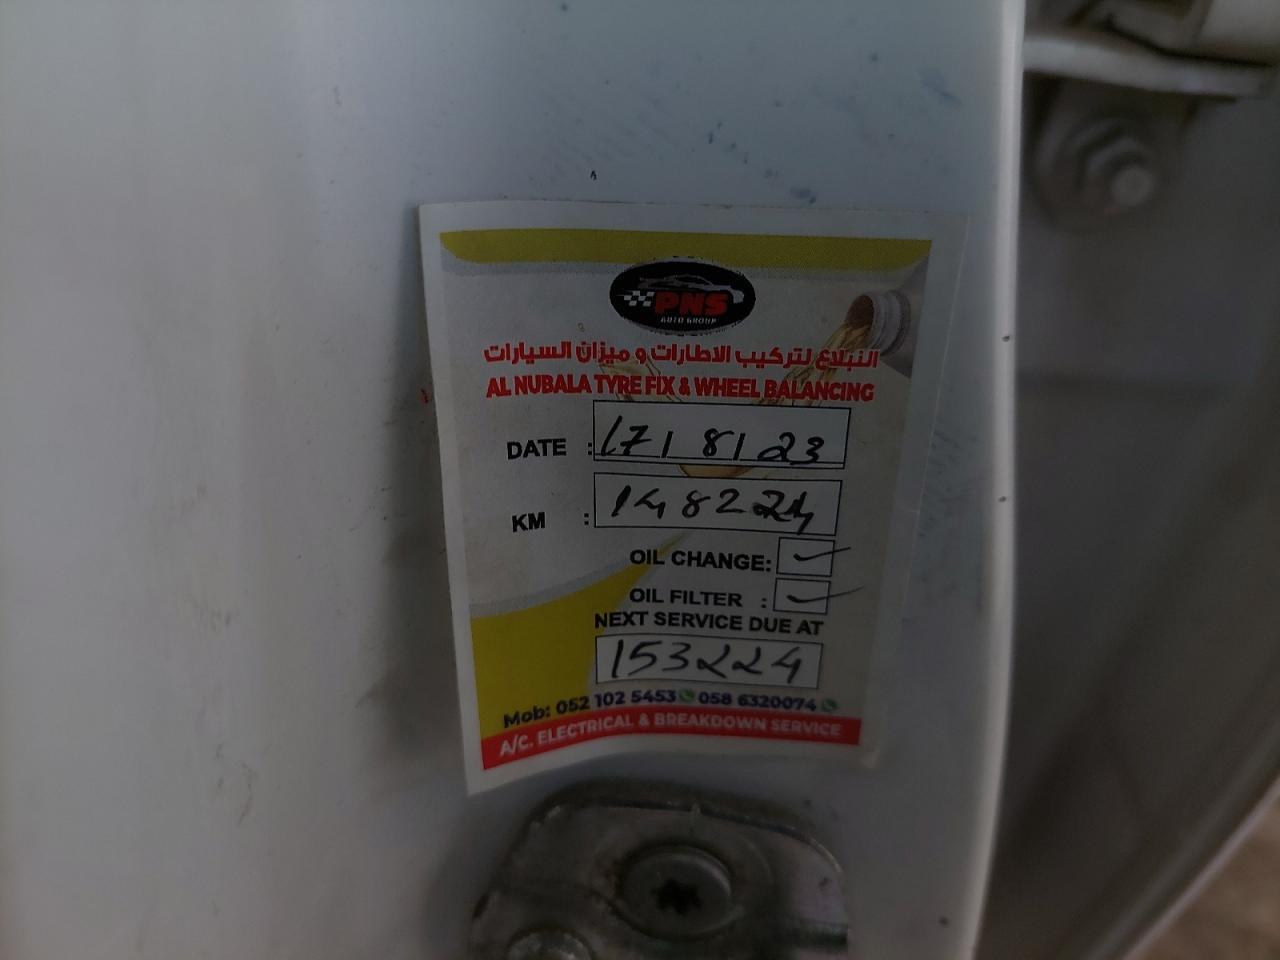 PNS
AUTO GROUP
النبلاع لتركيب الاطارات و ميزان السيارات
AL NUBALA TYRE FIX & WHEEL BALANCING
DATE : 17/8/23
KM : 148224
OIL CHANGE: ✓
OIL FILTER : ✓
NEXT SERVICE DUE AT
153224
Mob: 052 102 5453 058 6320074
A/C. ELECTRICAL & BREAKDOWN SERVICE